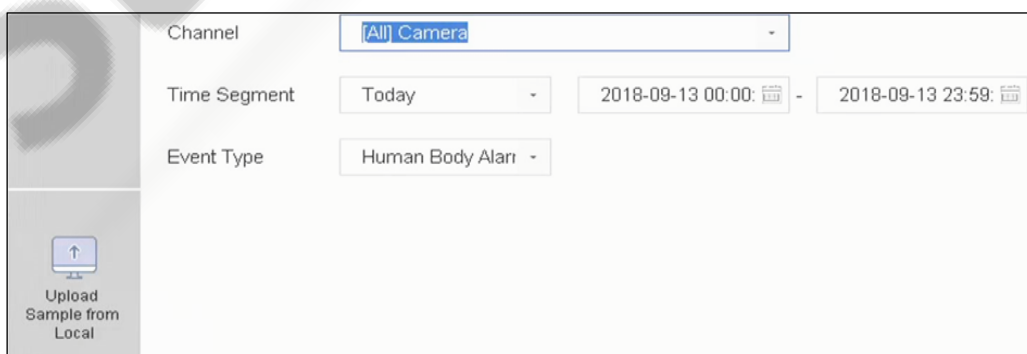 Channel [All] Camera
Time Segment Today 2018-09-13 00:00: - 2018-09-13 23:59:
Event Type Human Body Alarr
Upload
Sample from
Local